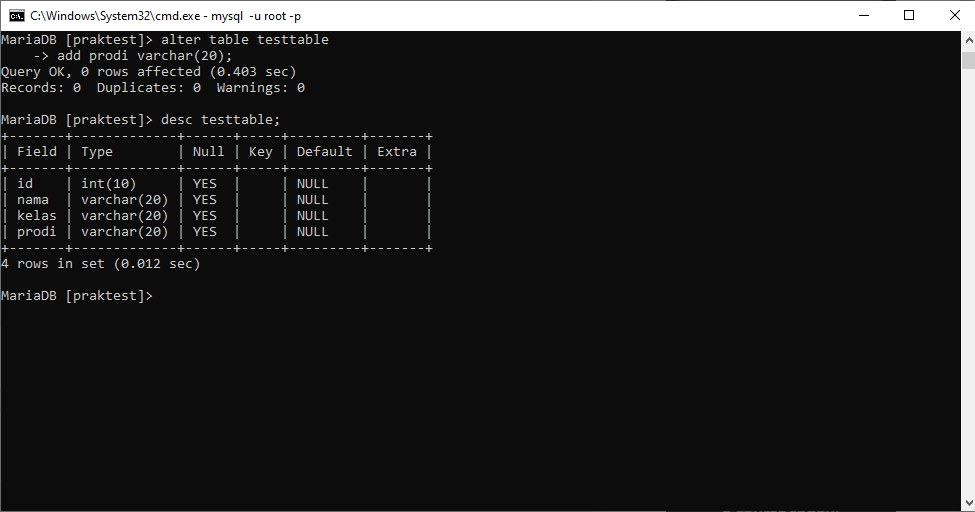 C:\Windows\System32\cmd.exe - mysql  -u root -p
MariaDB [praktest]> alter table testtable
    -> add prodi varchar(20);
Query OK, 0 rows affected (0.403 sec)
Records: 0  Duplicates: 0  Warnings: 0
MariaDB [praktest]> desc testtable;
+-------+-------------+------+-----+---------+-------+
| Field | Type        | Null | Key | Default | Extra |
+-------+-------------+------+-----+---------+-------+
| id    | int(10)     | YES  |     | NULL    |       |
| nama  | varchar(20) | YES  |     | NULL    |       |
| kelas | varchar(20) | YES  |     | NULL    |       |
| prodi | varchar(20) | YES  |     | NULL    |       |
+-------+-------------+------+-----+---------+-------+
4 rows in set (0.012 sec)
MariaDB [praktest]>